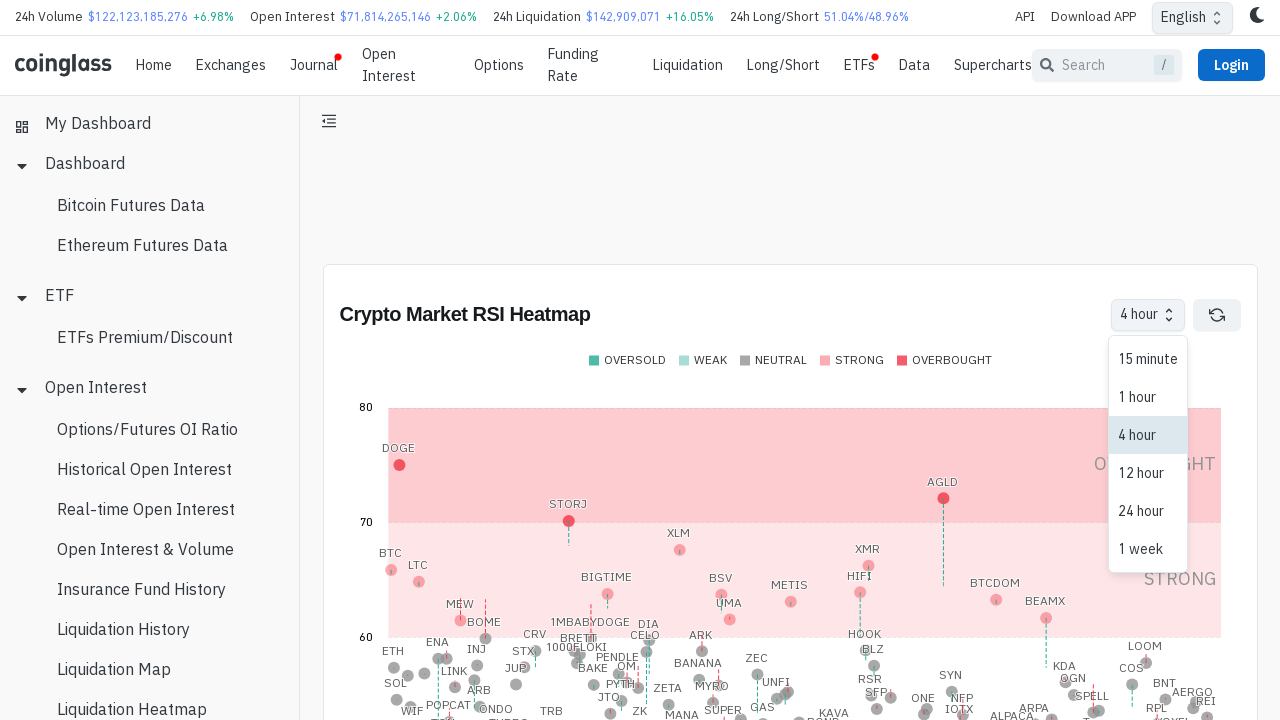 24h Volume $122,123,185,276 +6.98% Open Interest $71,814,265,146 +2.06% 24h Liquidation $142,909,071 +16.05% 24h Long/Short 51.04%/48.96% API Download APP English
coinglass Home Exchanges Journal Open Interest Options Funding Rate Liquidation Long/Short ETFs Data Supercharts Search / Login
My Dashboard
Dashboard
Bitcoin Futures Data
Ethereum Futures Data
ETF
ETFs Premium/Discount
Open Interest
Options/Futures OI Ratio
Historical Open Interest
Real-time Open Interest
Open Interest & Volume
Insurance Fund History
Liquidation History
Liquidation Map
Liquidation Heatmap
Crypto Market RSI Heatmap 4 hour
15 minute
1 hour
4 hour
12 hour
24 hour
1 week
OVERSOLD WEAK NEUTRAL STRONG OVERBOUGHT
80
DOGE
AGLD
STORJ
70
XLM
BTC XMR
LTC BIGTIME BSV METIS HIFI BTCDOM
MEW UMA BEAMX
STRONG
BOME 1MBABYDOGE DIA
60
CRV BRETT CELO ARK HOOK
ENA INJ STX 1000FLOKI BLZ LOOM
ETH PENDLE BANANA ZEC
LINK JUP BAKE OM KDA COS
SOL ARB PYTH ZETA MYRO UNFI RSR SYN OGN BNT
POPCAT JTO SFP ONE NFP SPELL AERGO
WIF ONDO TRB ZK MANA SUPER GAS KAVA IOTX ARPA RPL REI
ALPACA